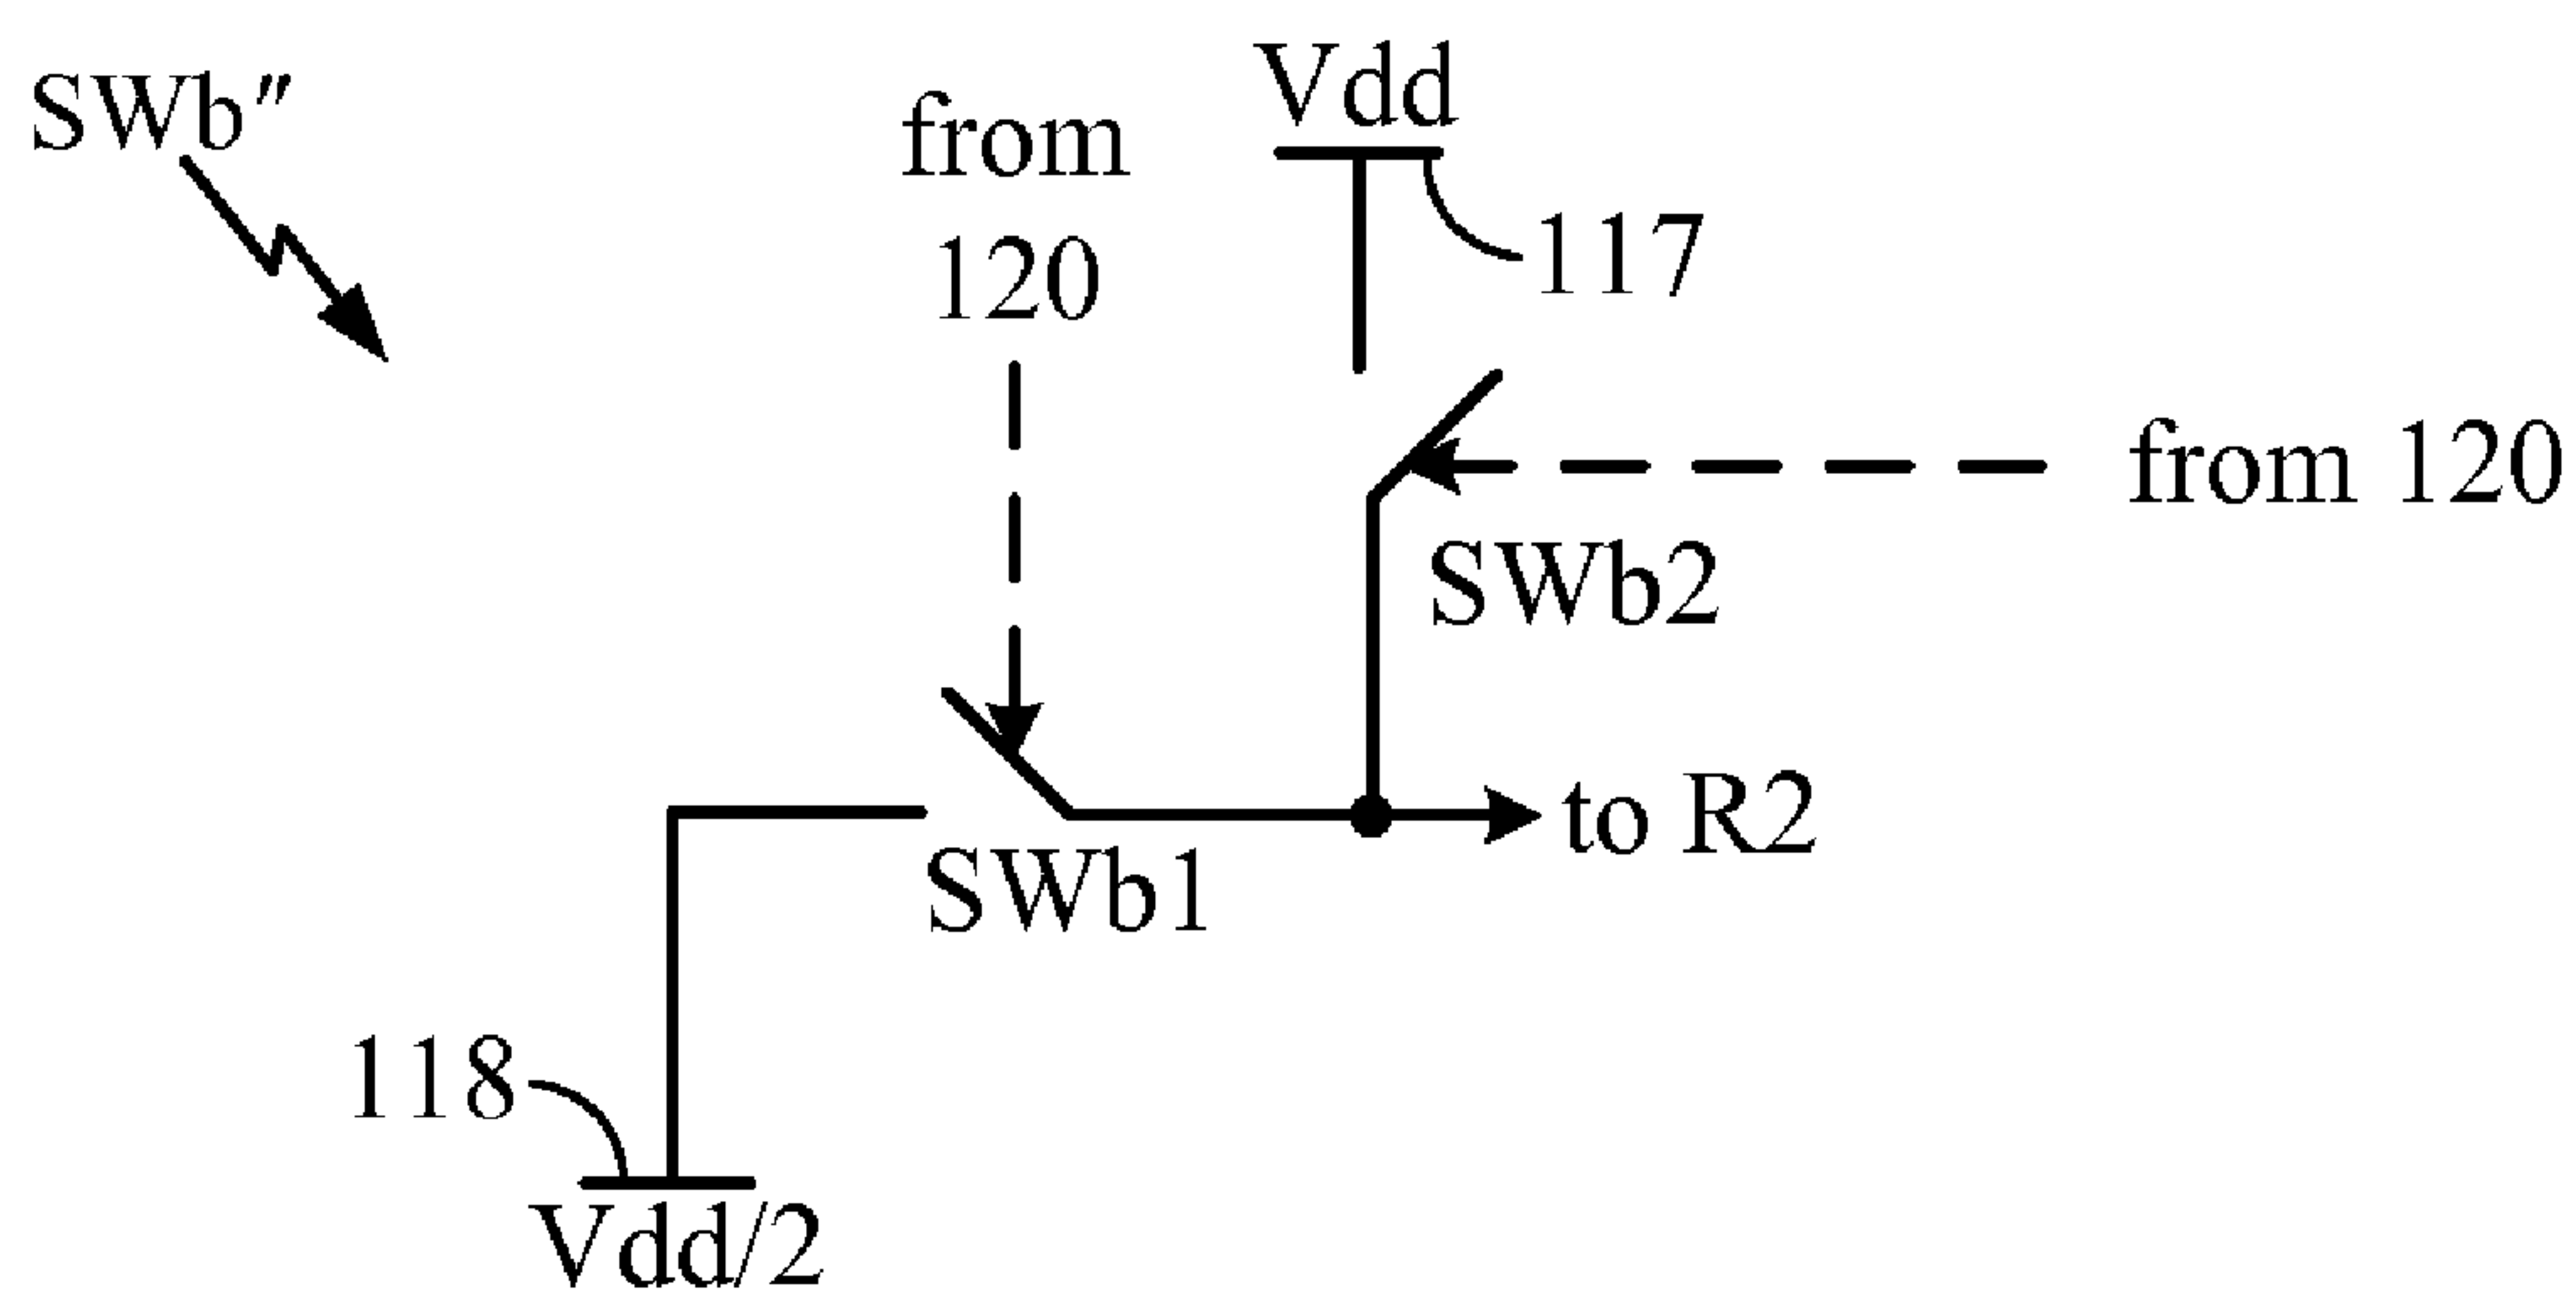 SWb″
from
120
Vdd
117
from 120
SWb2
to R2
SWb1
118
Vdd/2